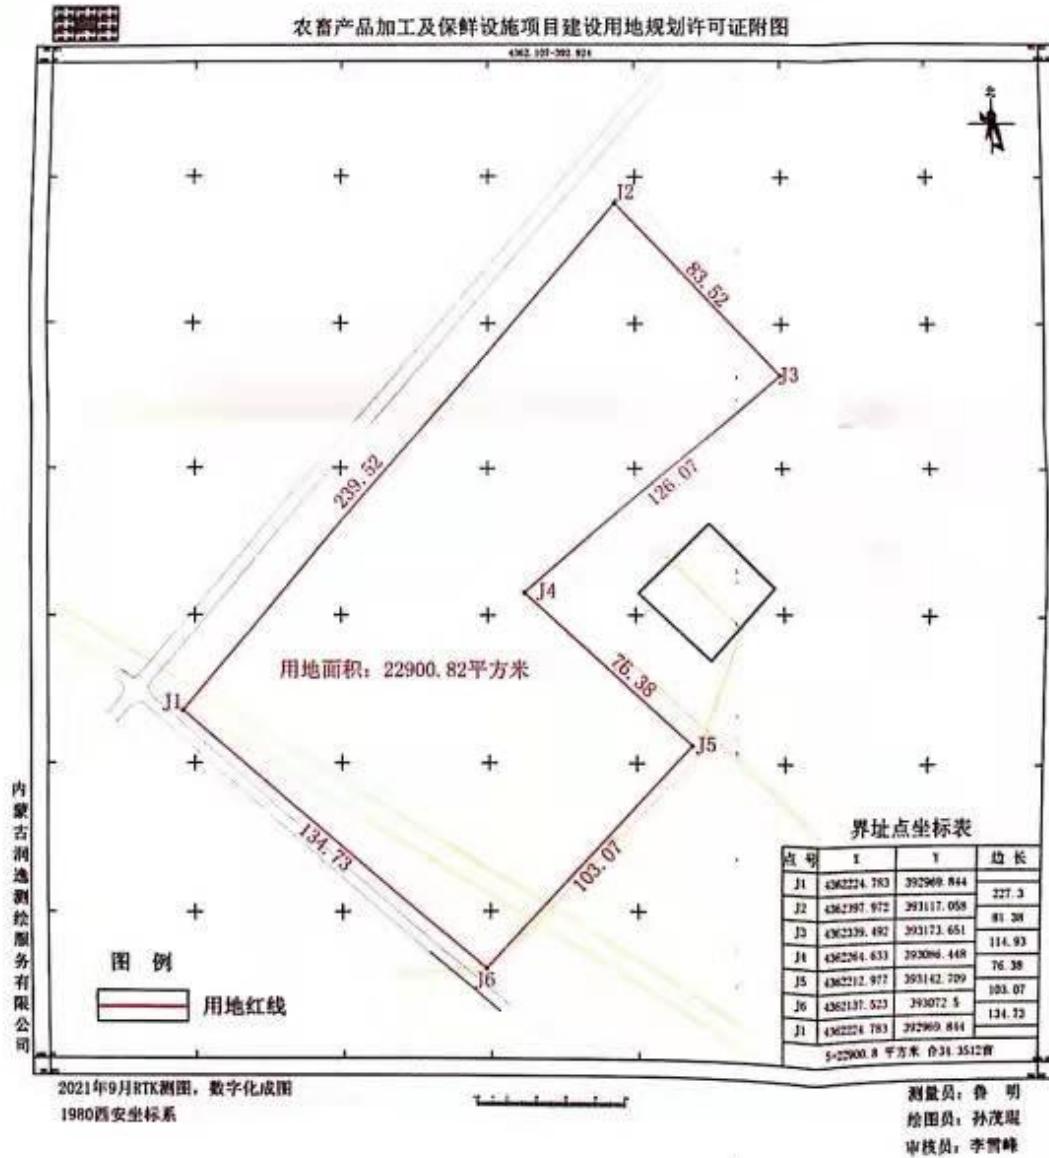 农畜产品加工及保鲜设施项目建设用地规划许可证附图
4362.107-392.924
北
J2
83.52
J3
239.52
126.07
J4
用地面积：22900.82平方米
76.38
J1
J5
134.73
103.07
J6
内蒙古润逸测绘服务有限公司
图 例
用地红线
界址点坐标表
点 号 X Y 边 长
J1 4362224.783 392969.844
227.3
J2 4362397.972 393117.058
81.38
J3 4362339.492 393173.651
114.93
J4 4362264.633 393086.448
76.38
J5 4362212.977 393142.709
103.07
J6 4362137.523 393072.5
134.73
J1 4362224.783 392969.844
S=22900.8 平方米 合34.3512亩
2021年9月RTK测图，数字化成图
1980西安坐标系
测量员：鲁 明
绘图员：孙茂琨
审核员：李雪峰